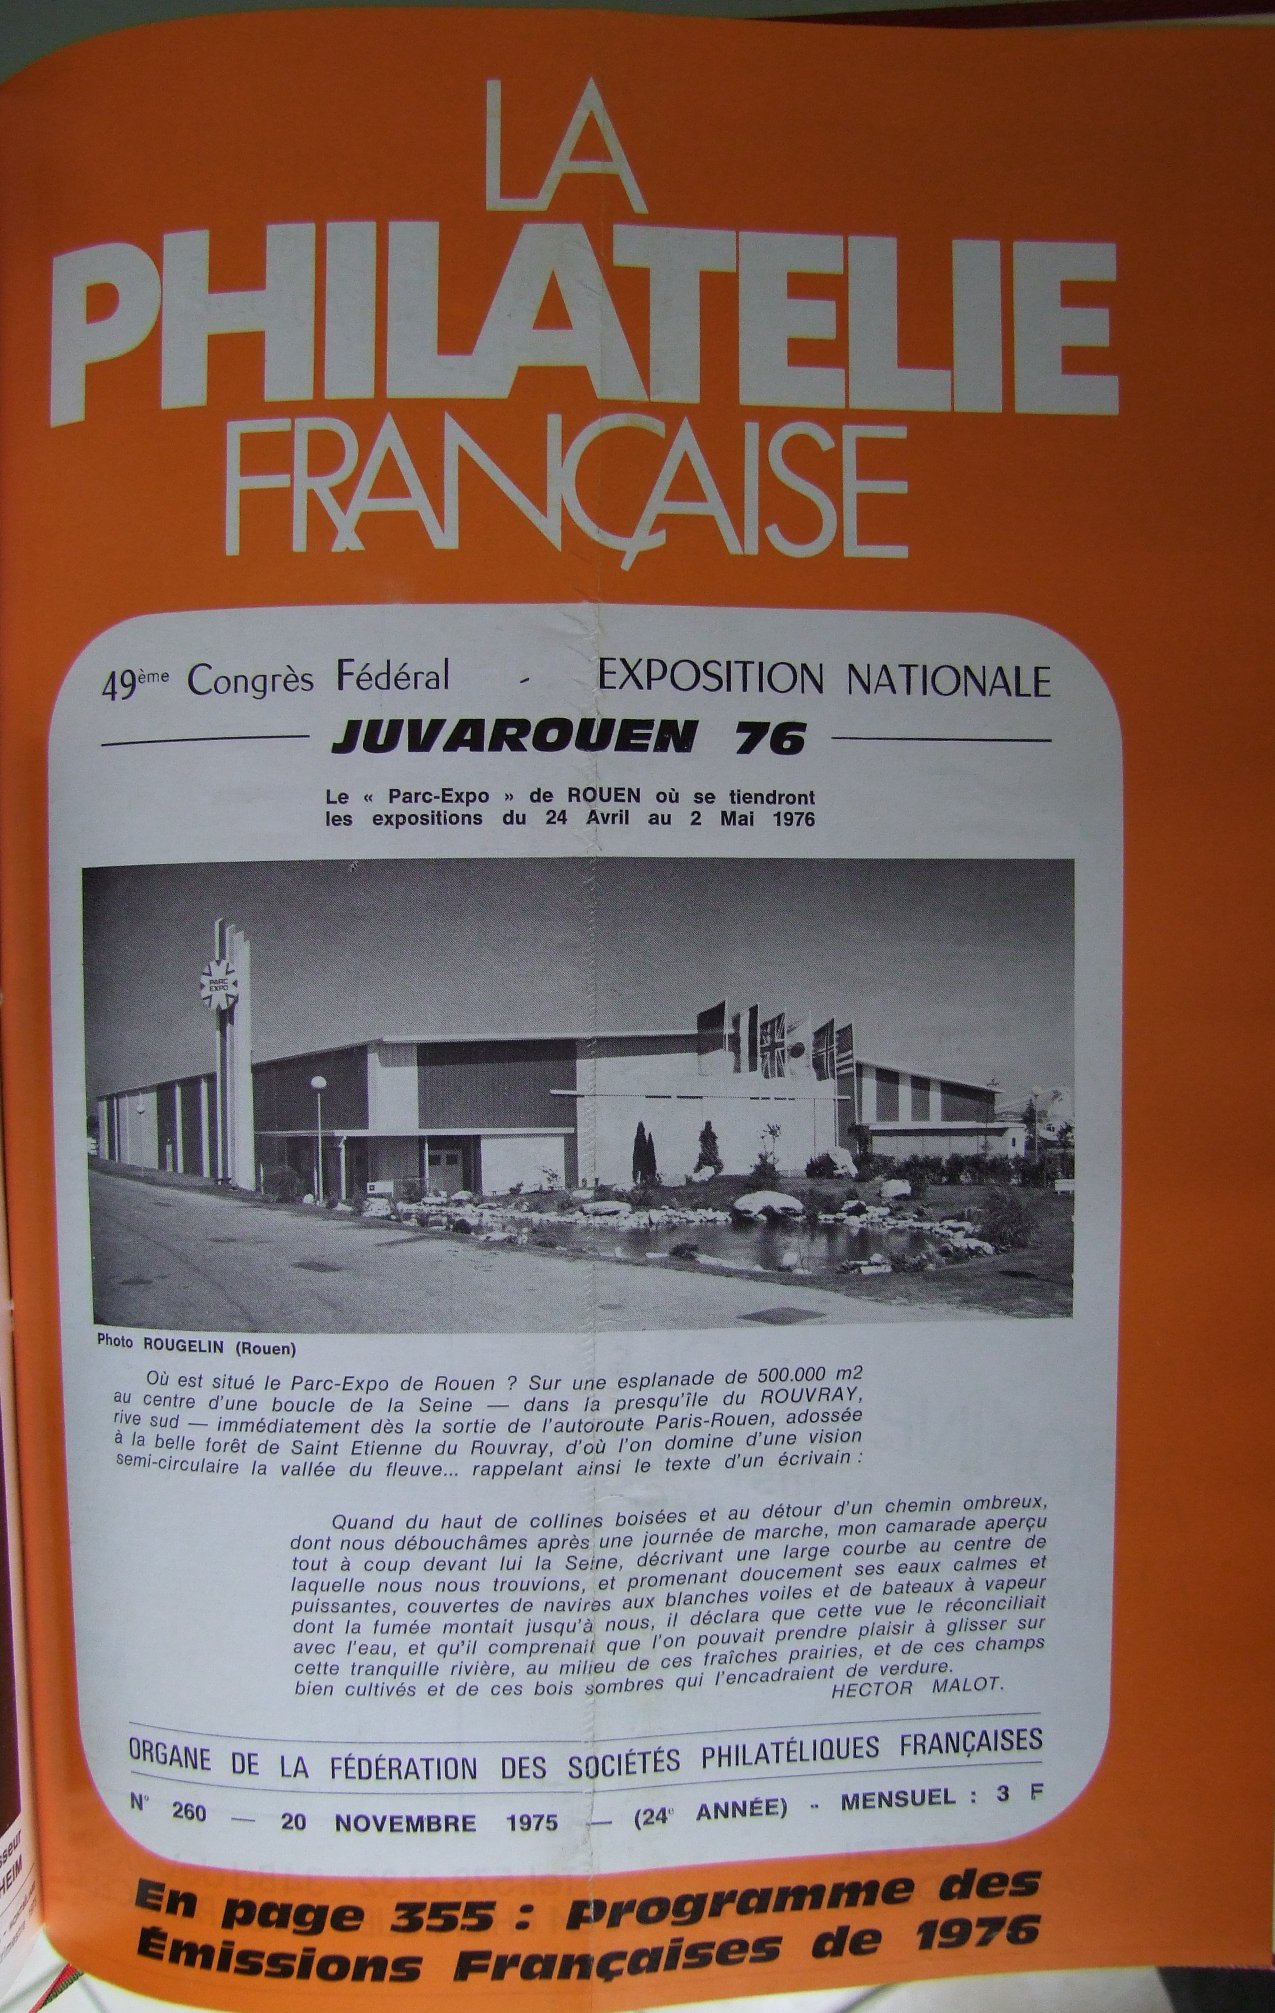 LA
PHILATELIE
FRANÇAISE
49ème Congrès Fédéral - EXPOSITION NATIONALE
JUVAROUEN 76
Le « Parc-Expo » de ROUEN où se tiendront
les expositions du 24 Avril au 2 Mai 1976
PARC
EXPO
Photo ROUGELIN (Rouen)
Où est situé le Parc-Expo de Rouen ? Sur une esplanade de 500.000 m2
au centre d'une boucle de la Seine — dans la presqu'île du ROUVRAY,
rive sud — immédiatement dès la sortie de l'autoroute Paris-Rouen, adossée
à la belle forêt de Saint Etienne du Rouvray, d'où l'on domine d'une vision
semi-circulaire la vallée du fleuve... rappelant ainsi le texte d'un écrivain :
Quand du haut de collines boisées et au détour d'un chemin ombreux,
dont nous débouchâmes après une journée de marche, mon camarade aperçu
tout à coup devant lui la Seine, décrivant une large courbe au centre de
laquelle nous nous trouvions, et promenant doucement ses eaux calmes et
puissantes, couvertes de navires aux blanches voiles et de bateaux à vapeur
dont la fumée montait jusqu'à nous, il déclara que cette vue le réconciliait
avec l'eau, et qu'il comprenait que l'on pouvait prendre plaisir à glisser sur
cette tranquille rivière, au milieu de ces fraîches prairies, et de ces champs
bien cultivés et de ces bois sombres qui l'encadraient de verdure.
HECTOR MALOT.
ORGANE DE LA FÉDÉRATION DES SOCIÉTÉS PHILATÉLIQUES FRANÇAISES
N° 260 — 20 NOVEMBRE 1975 — (24e ANNÉE) - MENSUEL : 3 F
En page 355 : Programme des
Émissions Françaises de 1976